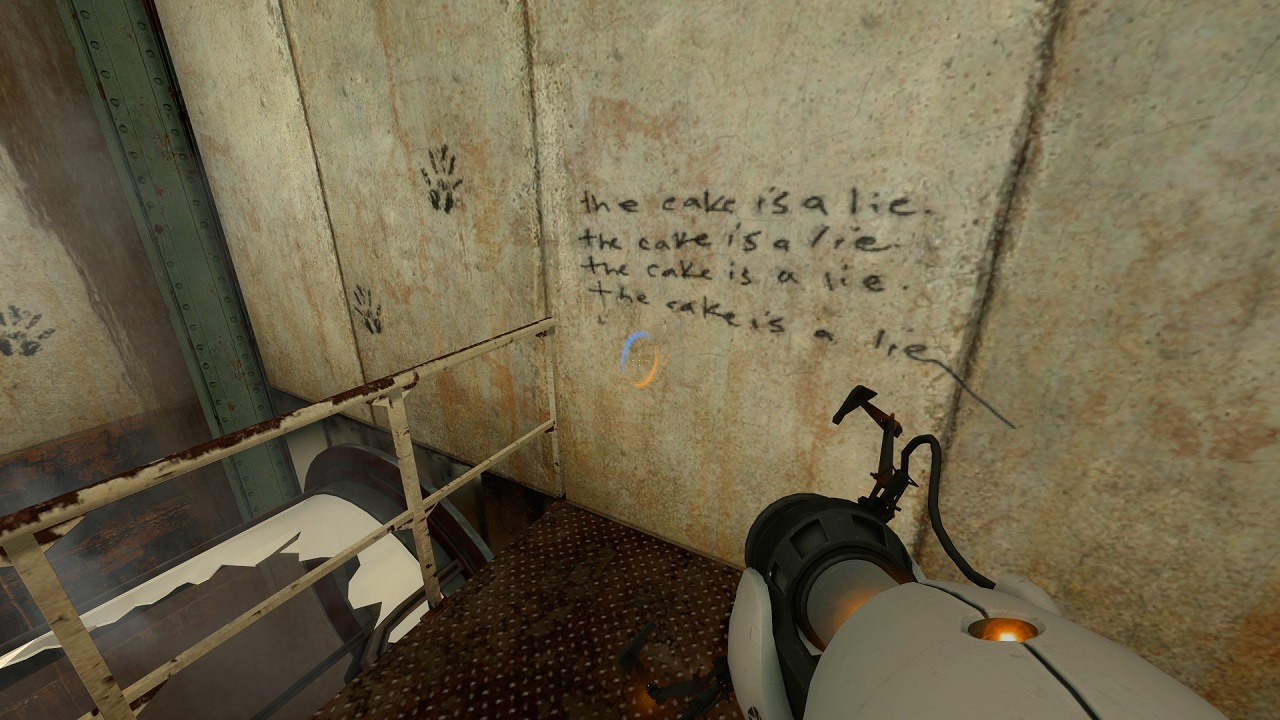 the cake is a lie.
the cake is a lie.
the cake is a lie.
the cake is a lie